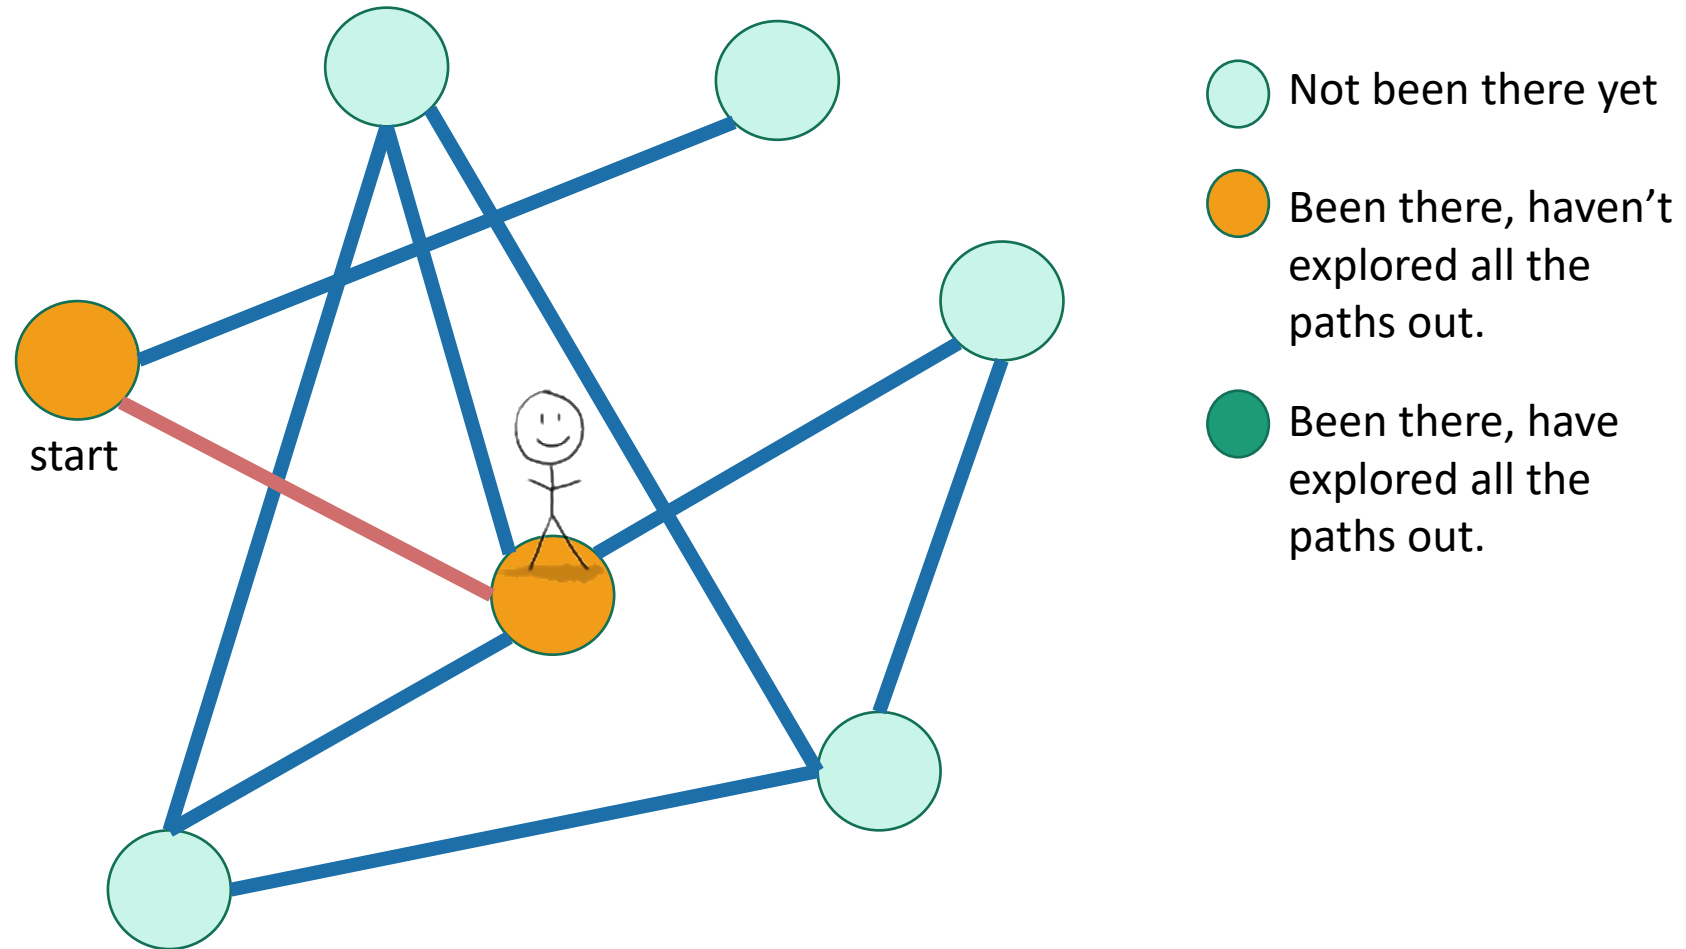 Not been there yet
Been there, haven’t
explored all the
paths out.
start
Been there, have
explored all the
paths out.